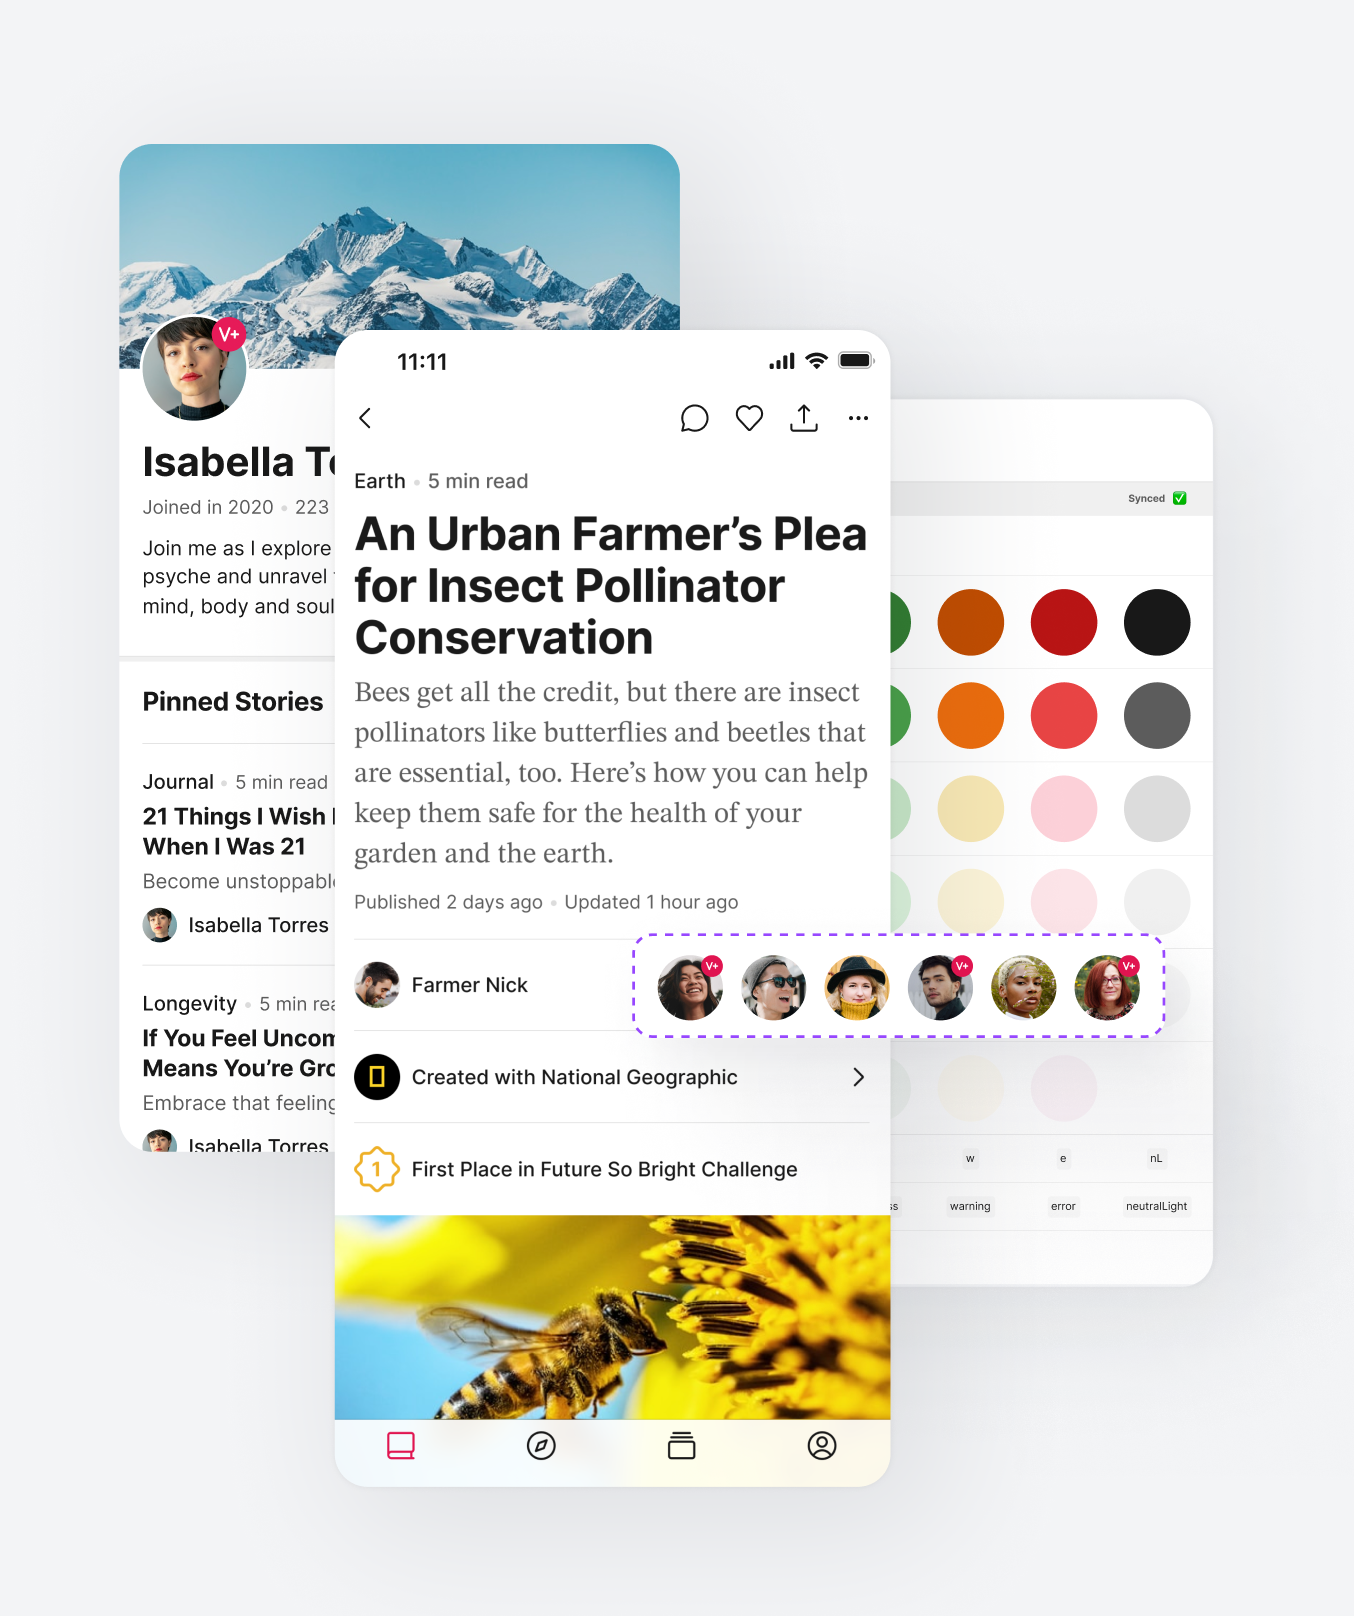 V+
Isabella
Joined in 2020 • 223
Join me as I explore
psyche and unravel
mind, body and soul
Pinned Stories
Journal • 5 min read
21 Things I Wish
When I Was 21
Become
Isabella Torres
Longevity • 5 min
If You Feel
Means You’re
Embrace that feeling
Isabella Torres
11:11
Earth • 5 min read
An Urban Farmer’s Plea
for Insect Pollinator
Conservation
Bees get all the credit, but there are insect
pollinators like butterflies and beetles that
are essential, too. Here’s how you can help
keep them safe for the health of your
garden and the earth.
Published 2 days ago • Updated 1 hour ago
Farmer Nick
V+ V+ V+
Created with National Geographic
1 First Place in Future So Bright Challenge
Synced
w e nL
warning error neutralLight